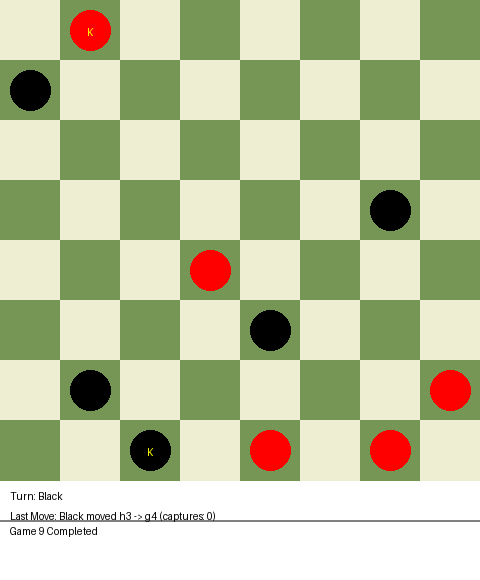 K
K
Turn: Black
Last Move: Black moved h3 -> g4 (captures: 0)
Game 9 Completed